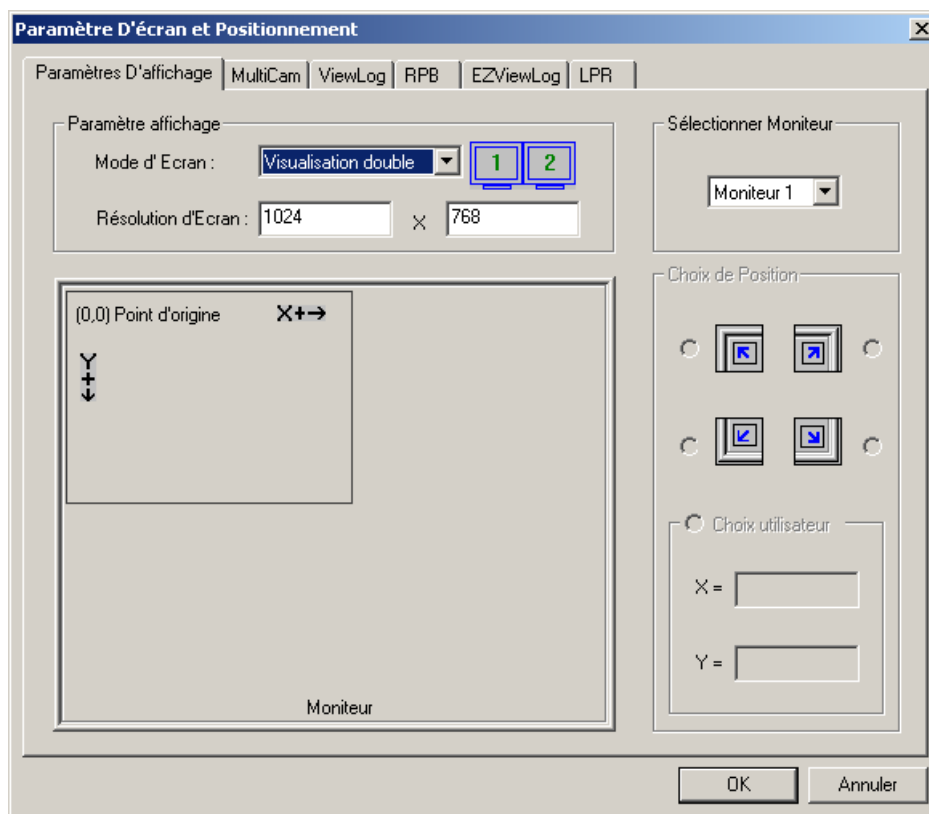 Paramètre D'écran et Positionnement
Paramètres D'affichage MultiCam ViewLog RPB EZViewLog LPR
Paramètre affichage
Mode d' Ecran : Visualisation double 1 2
Résolution d'Ecran : 1024 X 768
Sélectionner Moniteur
Moniteur 1
(0,0) Point d'origine X+→
Y
+
↓
Moniteur
Choix de Position
Choix utilisateur
X =
Y =
OK Annuler